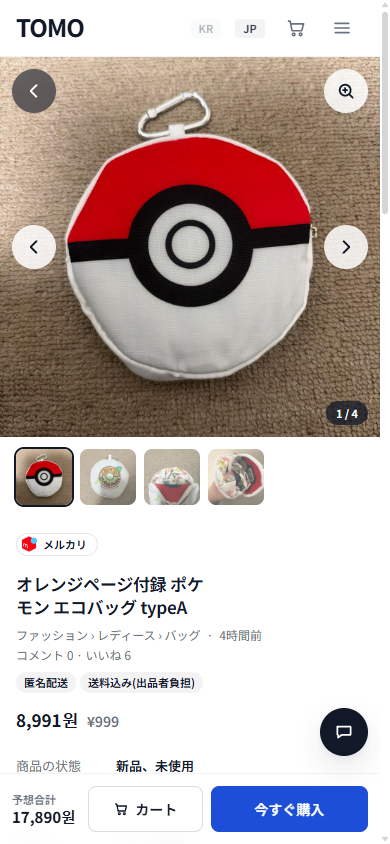 TOMO
KR
JP
1 / 4
メルカリ
オレンジページ付録 ポケ
モン エコバッグ typeA
ファッション › レディース › バッグ ・ 4時間前
コメント 0 · いいね 6
匿名配送
送料込み(出品者負担)
8,991원 ¥999
商品の状態 新品、未使用
予想合計
17,890원
カート
今すぐ購入